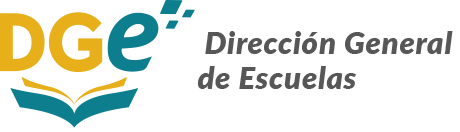 DGe
Dirección General
de Escuelas